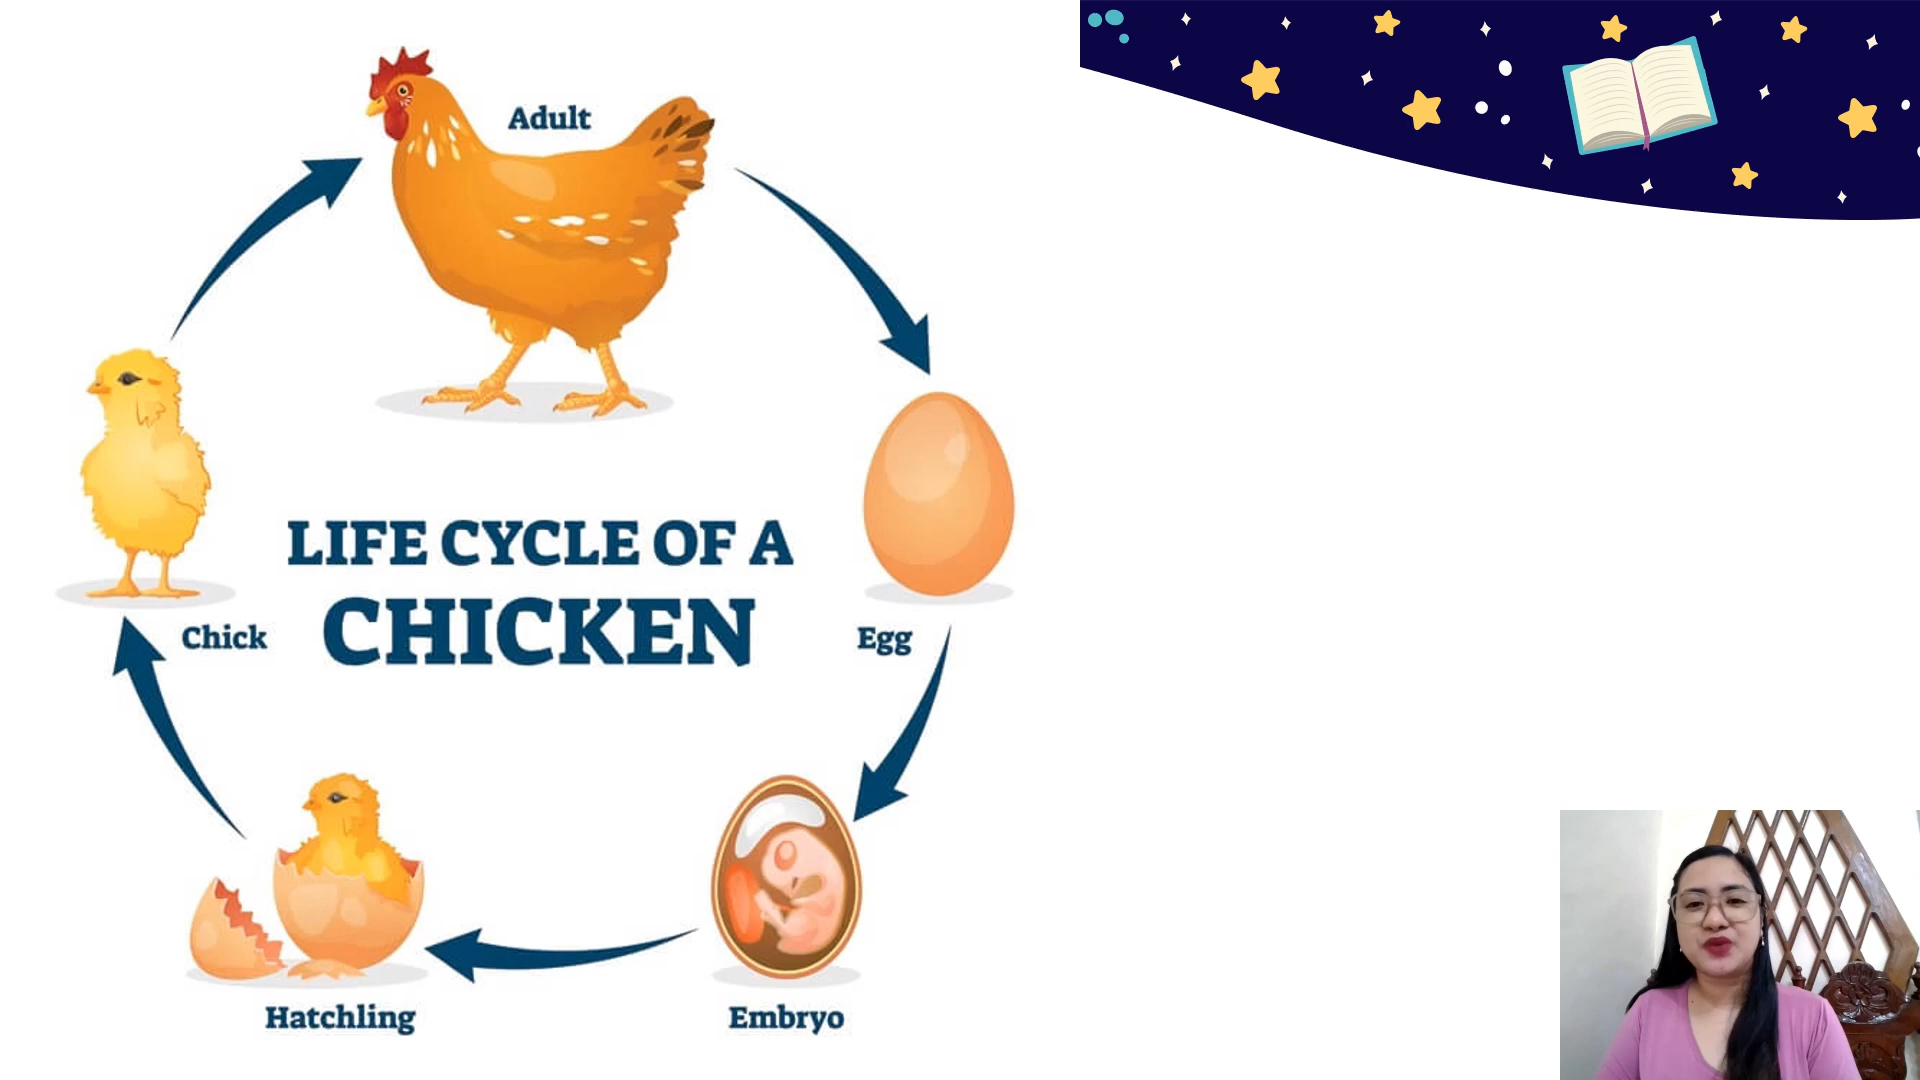 Adult
LIFE CYCLE OF A
CHICKEN
Chick
Egg
Hatchling
Embryo